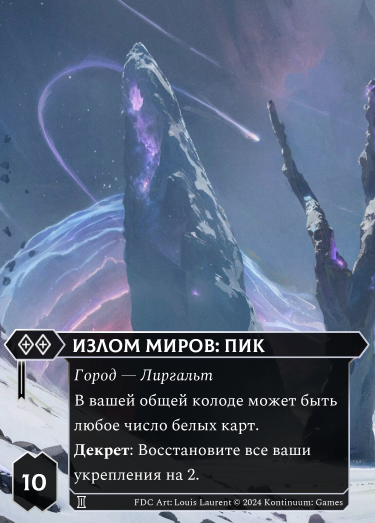 ИЗЛОМ МИРОВ: ПИК
Город — Лиргальт
В вашей общей колоде может быть
любое число белых карт.
Декрет: Восстановите все ваши
укрепления на 2.
10
FDC Art: Louis Laurent © 2024 Kontinuum: Games